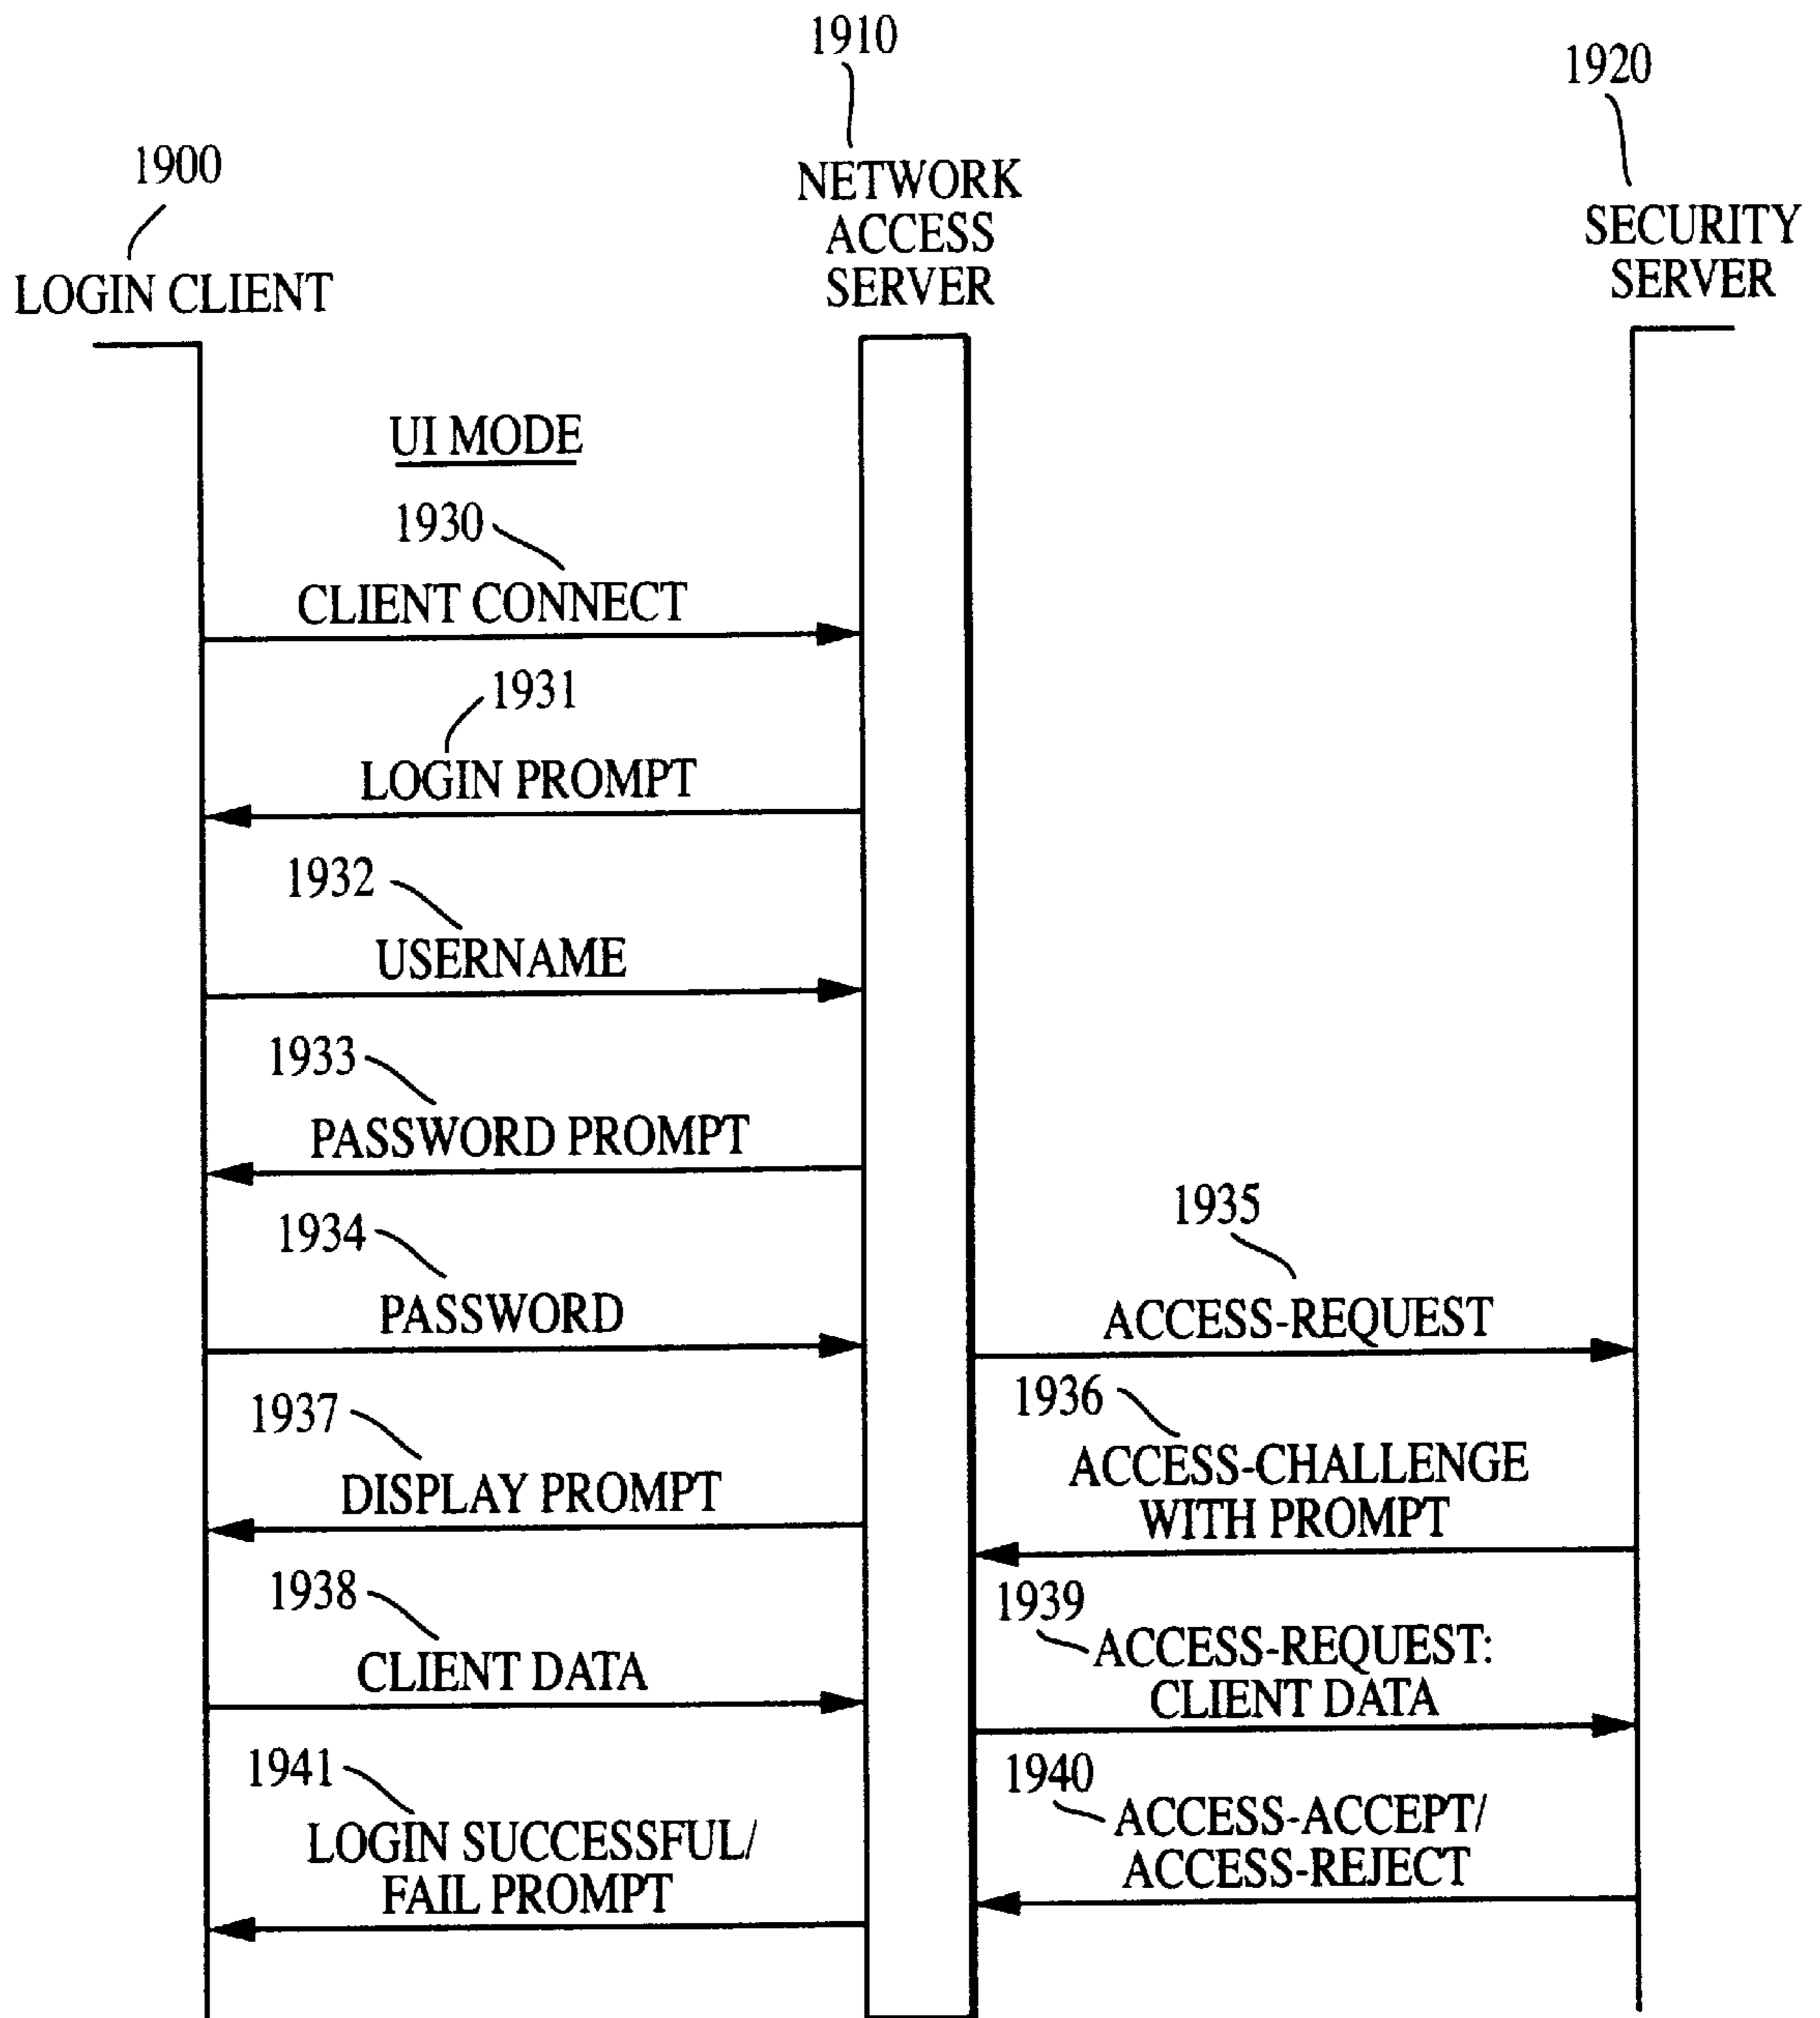 1910
1920
1900
NETWORK
ACCESS
SERVER
SECURITY
SERVER
LOGIN CLIENT
UI MODE
1930
CLIENT CONNECT
1931
LOGIN PROMPT
1932
USERNAME
1933
PASSWORD PROMPT
1934
PASSWORD
1935
ACCESS-REQUEST
1936
ACCESS-CHALLENGE
WITH PROMPT
1937
DISPLAY PROMPT
1938
CLIENT DATA
1939
ACCESS-REQUEST:
CLIENT DATA
1940
ACCESS-ACCEPT/
ACCESS-REJECT
1941
LOGIN SUCCESSFUL/
FAIL PROMPT